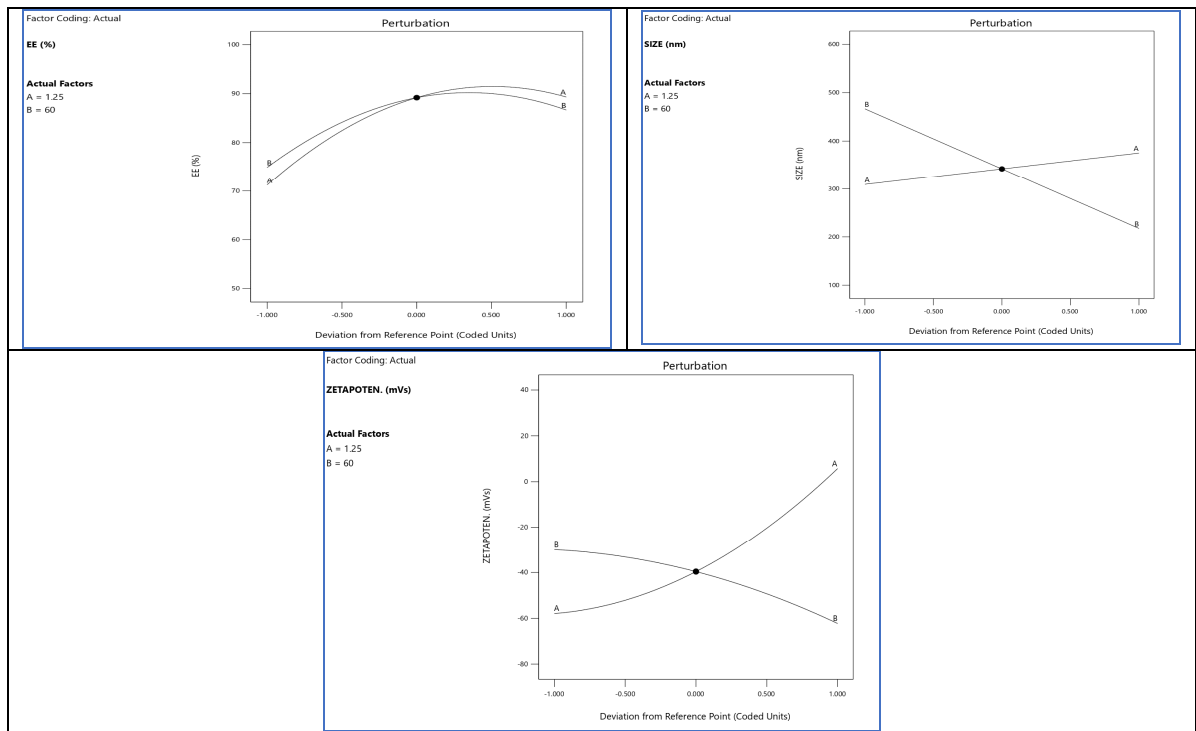 Factor Coding: Actual
Perturbation
EE (%)
Actual Factors
A = 1.25
B = 60
100
90
80
70
60
50
EE (%)
A
B
B
A
-1.000
-0.500
0.000
0.500
1.000
Deviation from Reference Point (Coded Units)
Factor Coding: Actual
Perturbation
SIZE (nm)
Actual Factors
A = 1.25
B = 60
600
500
400
300
200
100
SIZE (nm)
B
A
A
B
-1.000
-0.500
0.000
0.500
1.000
Deviation from Reference Point (Coded Units)
Factor Coding: Actual
Perturbation
ZETAPOTEN. (mVs)
Actual Factors
A = 1.25
B = 60
40
20
0
-20
-40
-60
-80
ZETAPOTEN. (mVs)
A
B
A
B
-1.000
-0.500
0.000
0.500
1.000
Deviation from Reference Point (Coded Units)